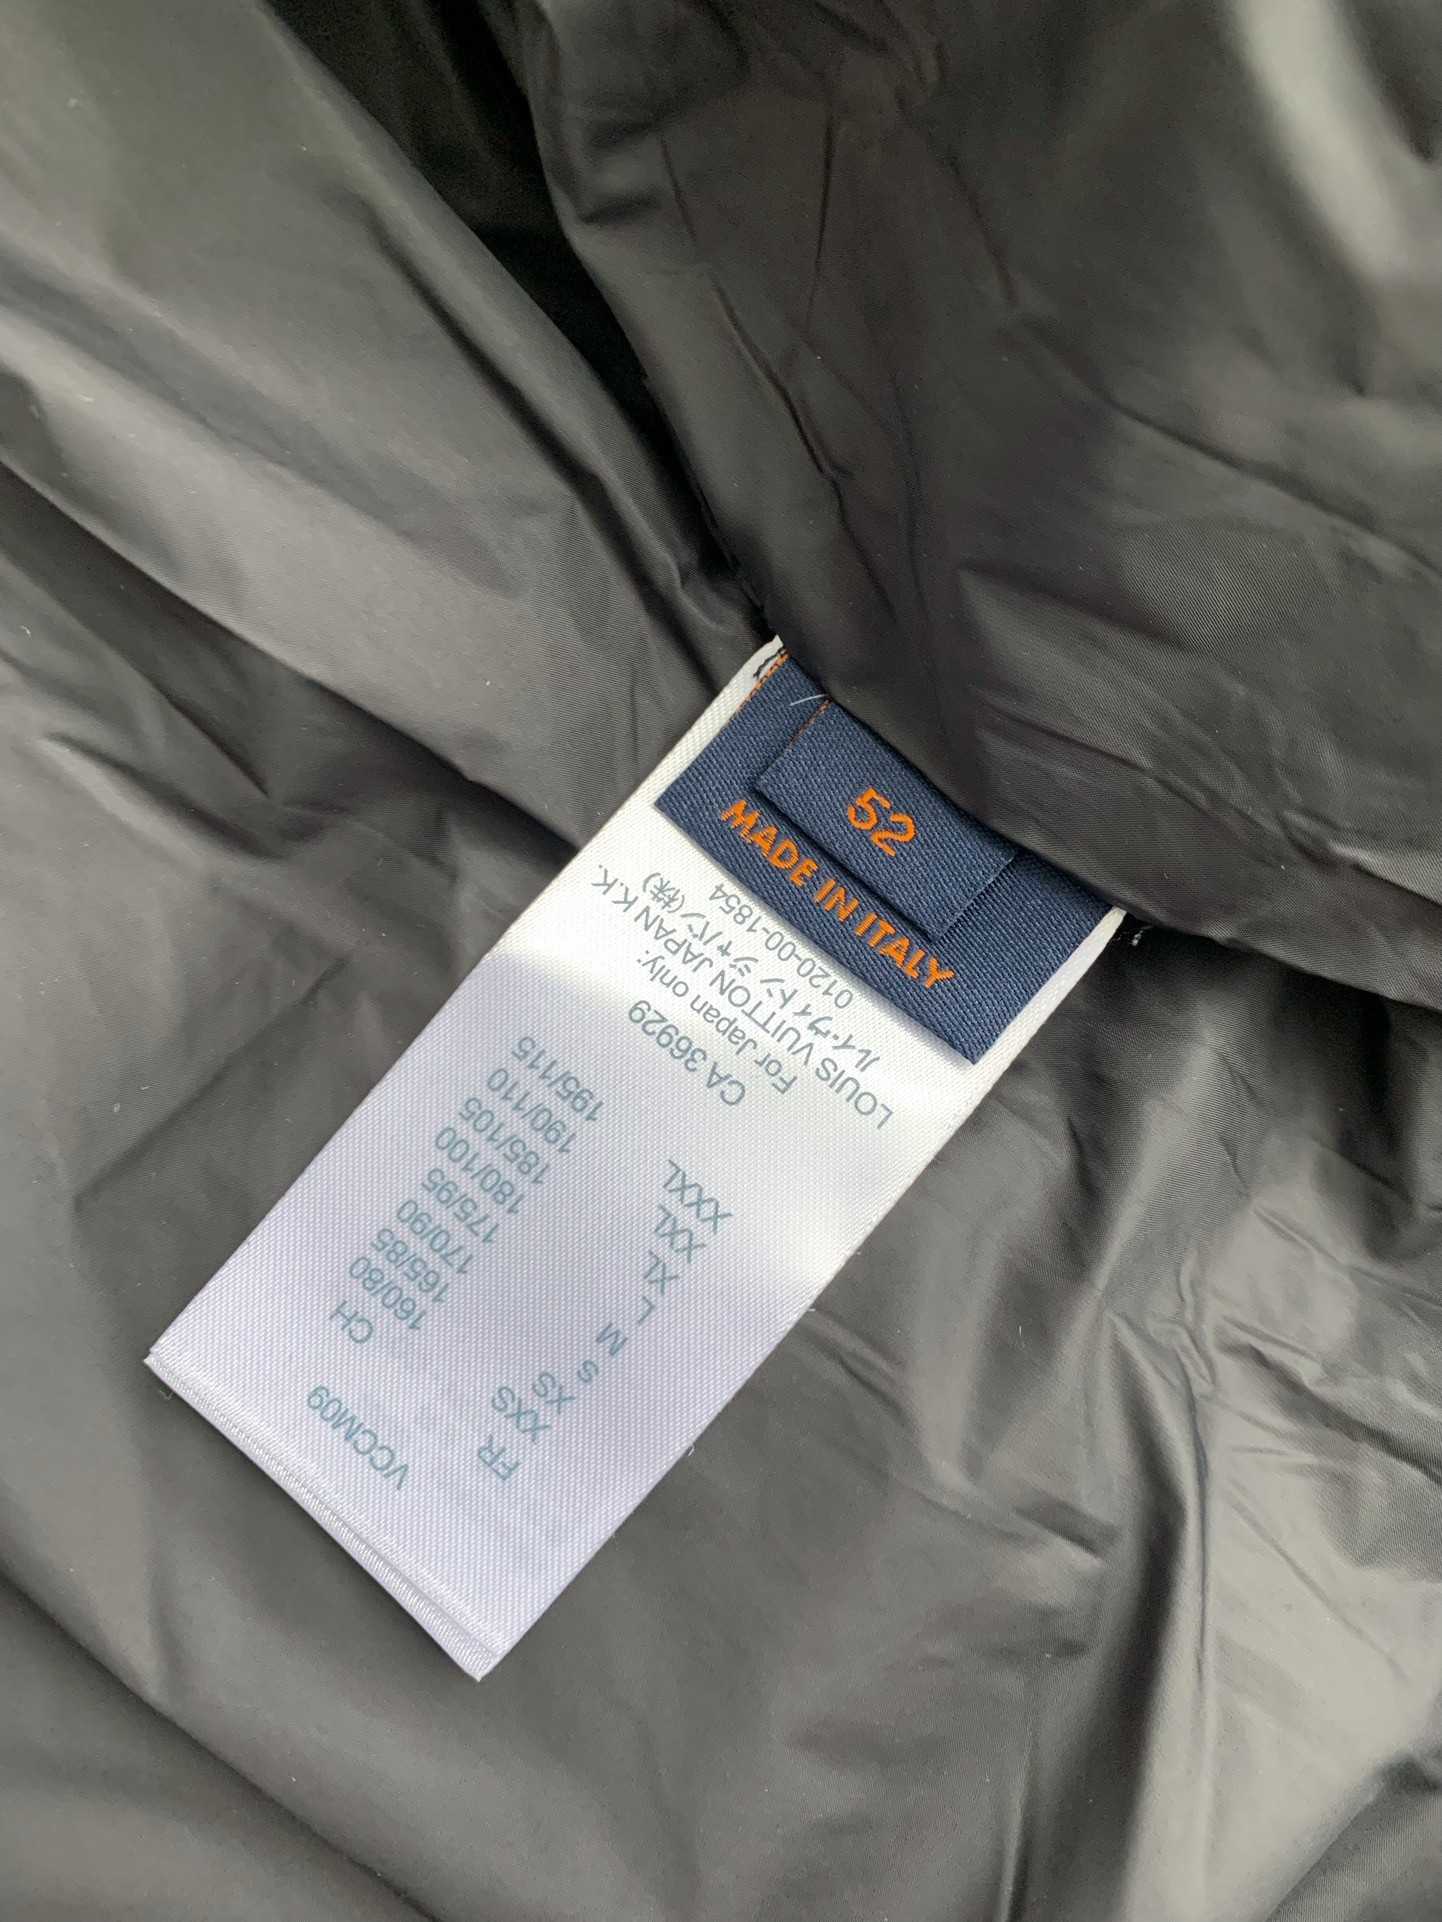 52
MADE IN ITALY
VCCM09
FR CH
XXS 160/80
XS 165/85
S 170/90
M 175/95
L 180/100
XL 185/105
XXL 190/110
XXXL 195/115
CA 36929
For Japan only:
LOUIS VUITTON JAPAN K.K.
ルイ・ヴィトン ジャパン(株)
0120-00-1854